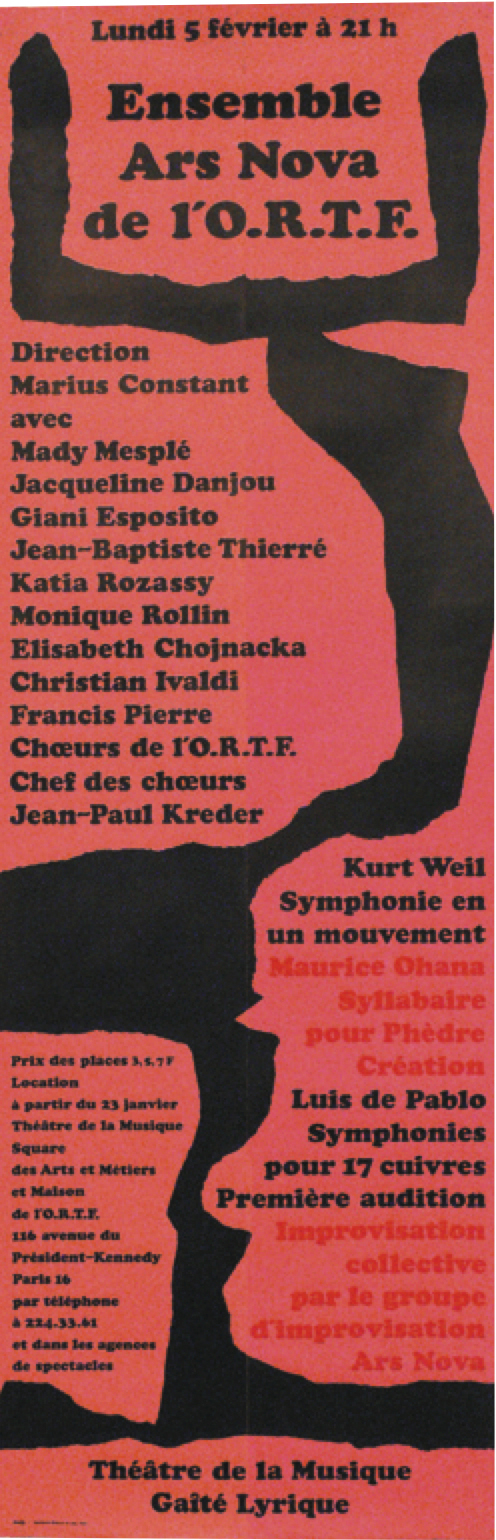 Lundi 5 février à 21 h
Ensemble
Ars Nova
de l'O.R.T.F.
Direction
Marius Constant
avec
Mady Mesplé
Jacqueline Danjou
Giani Esposito
Jean-Baptiste Thierré
Katia Rozassy
Monique Rollin
Elisabeth Chojnacka
Christian Ivaldi
Francis Pierre
Chœurs de l'O.R.T.F.
Chef des chœurs
Jean-Paul Kreder
Kurt Weil
Symphonie en
un mouvement
Maurice Ohana
Syllabaire
pour Phèdre
Création
Luis de Pablo
Symphonies
pour 17 cuivres
Première audition
Improvisation
collective
par le groupe
d'improvisation
Ars Nova
Prix des places 3, 5, 7 F
Location
à partir du 23 janvier
Théâtre de la Musique
Square
des Arts et Métiers
et Maison
de l'O.R.T.F.
116 avenue du
Président-Kennedy
Paris 16
par téléphone
à 224.33.61
et dans les agences
de spectacles
Théâtre de la Musique
Gaîté Lyrique